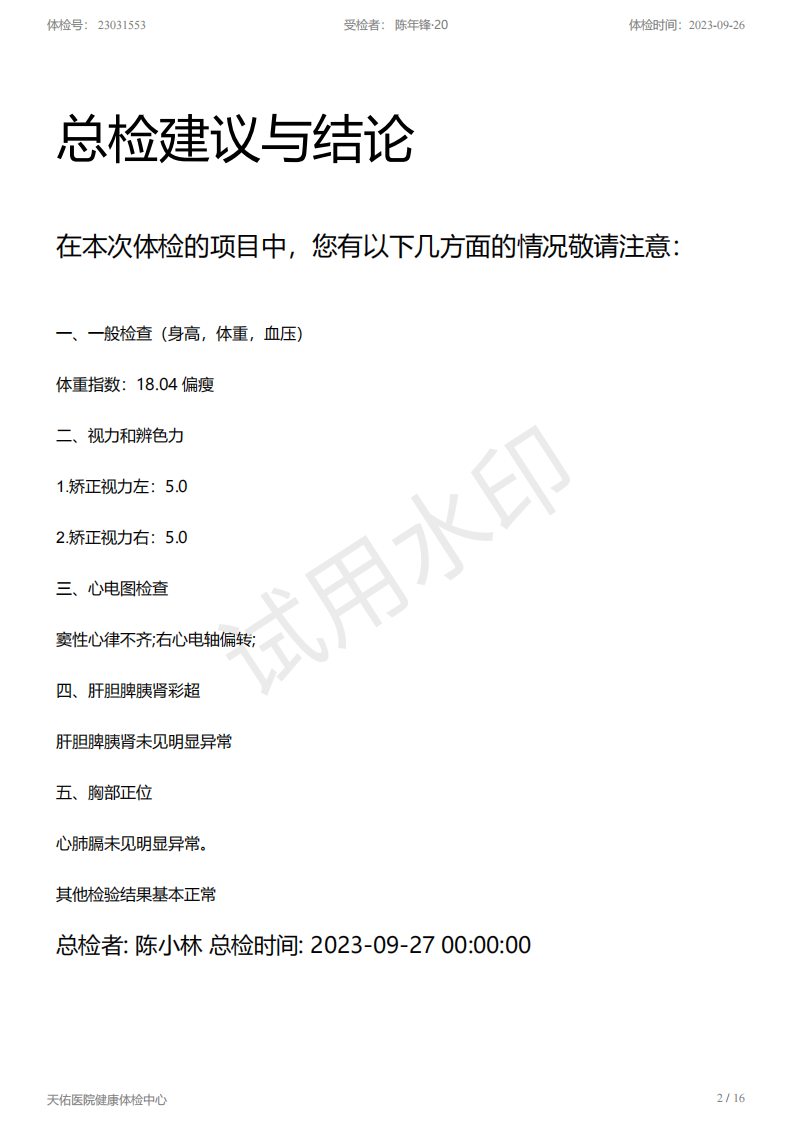 体检号： 23031553
受检者： 陈年锋·20
体检时间：2023-09-26
总检建议与结论
在本次体检的项目中，您有以下几方面的情况敬请注意：
一、一般检查（身高，体重，血压）
体重指数：18.04 偏瘦
二、视力和辨色力
1.矫正视力左：5.0
2.矫正视力右：5.0
三、心电图检查
窦性心律不齐;右心电轴偏转;
四、肝胆脾胰肾彩超
肝胆脾胰肾未见明显异常
五、胸部正位
心肺膈未见明显异常。
其他检验结果基本正常
总检者: 陈小林 总检时间: 2023-09-27 00:00:00
试用水印
天佑医院健康体检中心
2 / 16